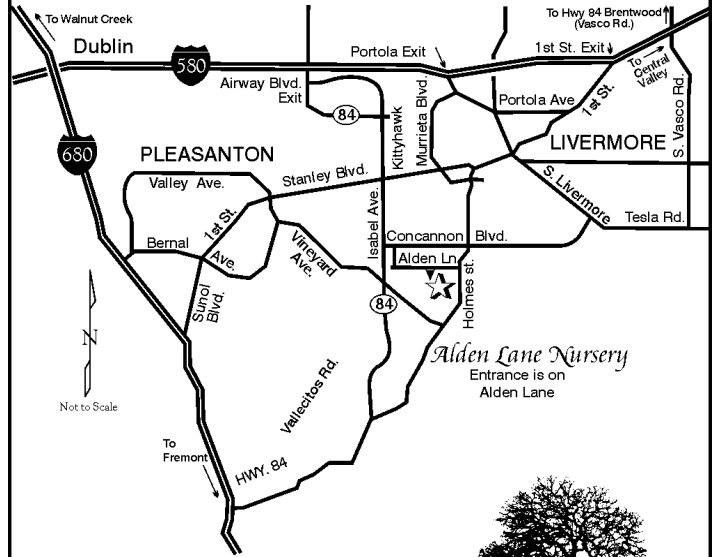 To Walnut Creek
To Hwy 84 Brentwood
(Vasco Rd.)
Dublin
580
Portola Exit
1st St. Exit
To
Central
Valley
Airway Blvd.
Exit
84
Kittyhawk
Murrieta Blvd.
Portola Ave
1st St.
S. Vasco Rd.
680
PLEASANTON
LIVERMORE
Valley Ave.
Stanley Blvd.
S. Livermore
Tesla Rd.
1st St.
Isabel Ave.
Concannon Blvd.
Bernal
Ave.
Vineyard
Ave.
Alden Ln
Sunol
Blvd.
84
Holmes st.
N
Not to Scale
Alden Lane Nursery
Entrance is on
Alden Lane
Vallecitos Rd.
To
Fremont
HWY. 84